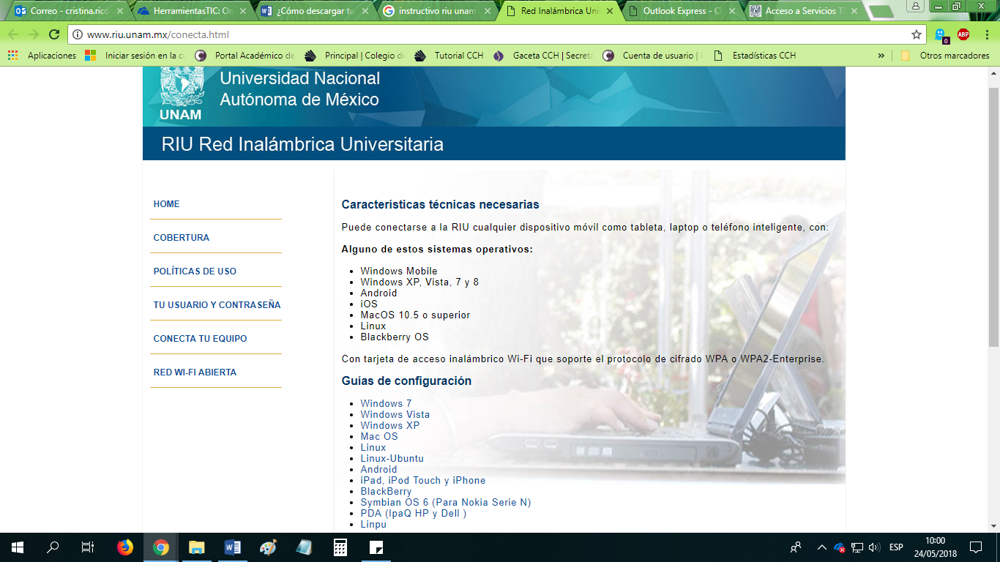 Correo - cristina.rico
HerramientasTIC: On
¿Cómo descargar tu
instructivo riu unam
Red Inalámbrica Uni
Outlook Express - C
Acceso a Servicios T
www.riu.unam.mx/conecta.html
0
ABP
Aplicaciones
Iniciar sesión en la cu
Portal Académico de
Principal | Colegio de
Tutorial CCH
Gaceta CCH | Secreta
Cuenta de usuario |
Estadísticas CCH
»
Otros marcadores
Universidad Nacional
Autónoma de México
UNAM
RIU Red Inalámbrica Universitaria
HOME
COBERTURA
POLÍTICAS DE USO
TU USUARIO Y CONTRASEÑA
CONECTA TU EQUIPO
RED WI-FI ABIERTA
Características técnicas necesarias
Puede conectarse a la RIU cualquier dispositivo móvil como tableta, laptop o teléfono inteligente, con:
Alguno de estos sistemas operativos:
• Windows Mobile
• Windows XP, Vista, 7 y 8
• Android
• iOS
• MacOS 10.5 o superior
• Linux
• Blackberry OS
Con tarjeta de acceso inalámbrico Wi-Fi que soporte el protocolo de cifrado WPA o WPA2-Enterprise.
Guías de configuración
• Windows 7
• Windows Vista
• Windows XP
• Mac OS
• Linux
• Linux-Ubuntu
• Android
• iPad, iPod Touch y iPhone
• BlackBerry
• Symbian OS 6 (Para Nokia Serie N)
• PDA (IpaQ HP y Dell )
• Linpu
ESP
10:00
24/05/2018